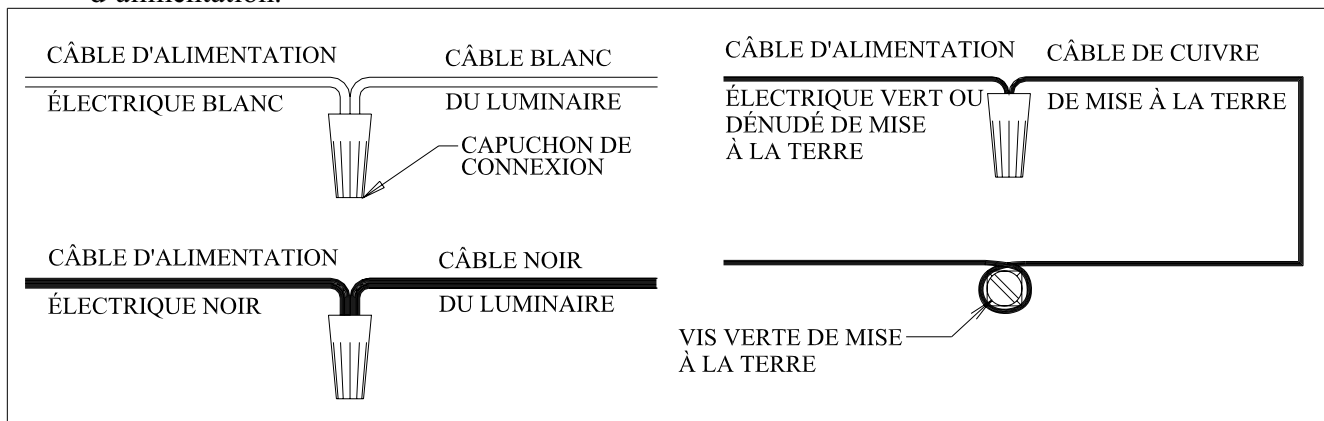 d'alimentation.
CÂBLE D'ALIMENTATION
ÉLECTRIQUE BLANC
CÂBLE BLANC
DU LUMINAIRE
CAPUCHON DE
CONNEXION
CÂBLE D'ALIMENTATION
ÉLECTRIQUE NOIR
CÂBLE NOIR
DU LUMINAIRE
CÂBLE D'ALIMENTATION
ÉLECTRIQUE VERT OU
DÉNUDÉ DE MISE
À LA TERRE
CÂBLE DE CUIVRE
DE MISE À LA TERRE
VIS VERTE DE MISE
À LA TERRE